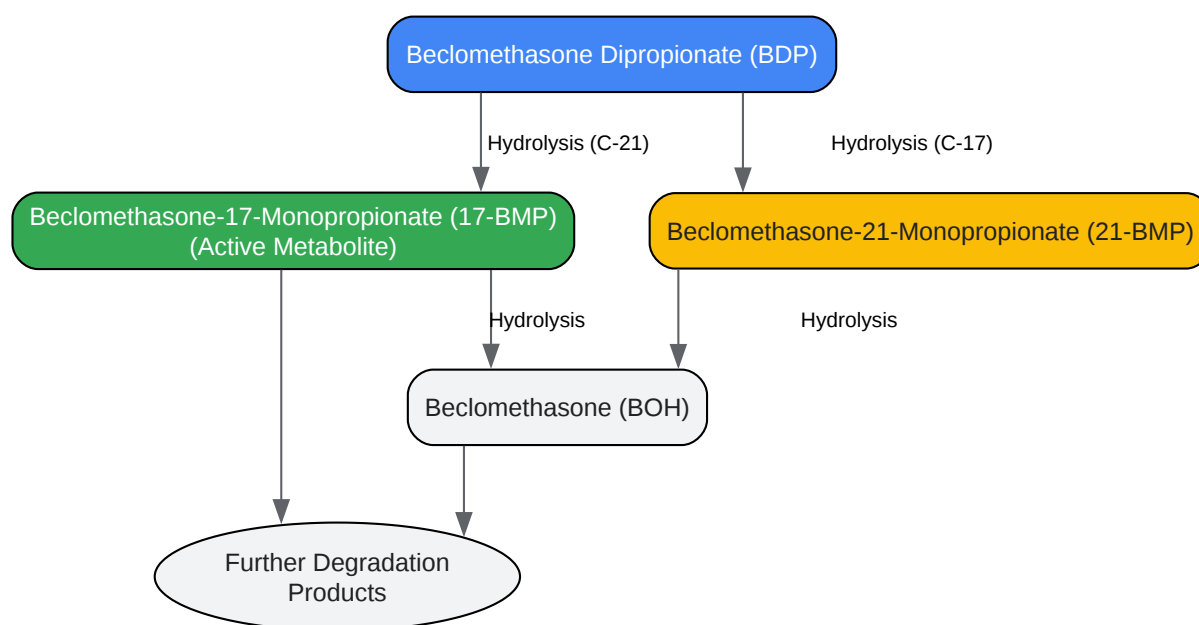 Beclomethasone Dipropionate (BDP)
Hydrolysis (C-21)
Hydrolysis (C-17)
Beclomethasone-17-Monopropionate (17-BMP)
(Active Metabolite)
Beclomethasone-21-Monopropionate (21-BMP)
Hydrolysis
Hydrolysis
Beclomethasone (BOH)
Further Degradation
Products